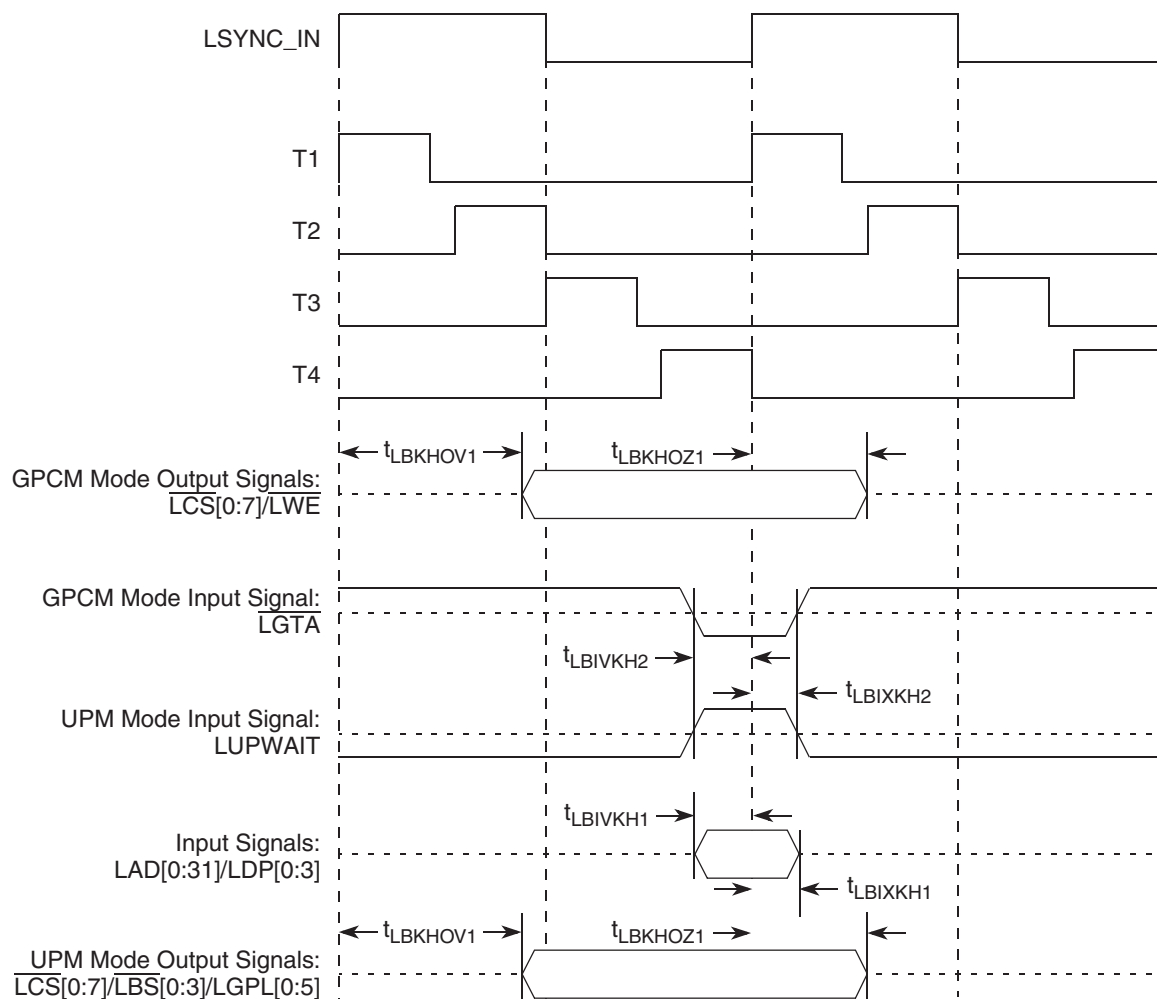 LSYNC_IN
T1
T2
T3
T4
tLBKHOV1
tLBKHOZ1
GPCM Mode Output Signals:
LCS[0:7]/LWE
GPCM Mode Input Signal:
LGTA
tLBIVKH2
tLBIXKH2
UPM Mode Input Signal:
LUPWAIT
tLBIVKH1
Input Signals:
LAD[0:31]/LDP[0:3]
tLBIXKH1
tLBKHOV1
tLBKHOZ1
UPM Mode Output Signals:
LCS[0:7]/LBS[0:3]/LGPL[0:5]